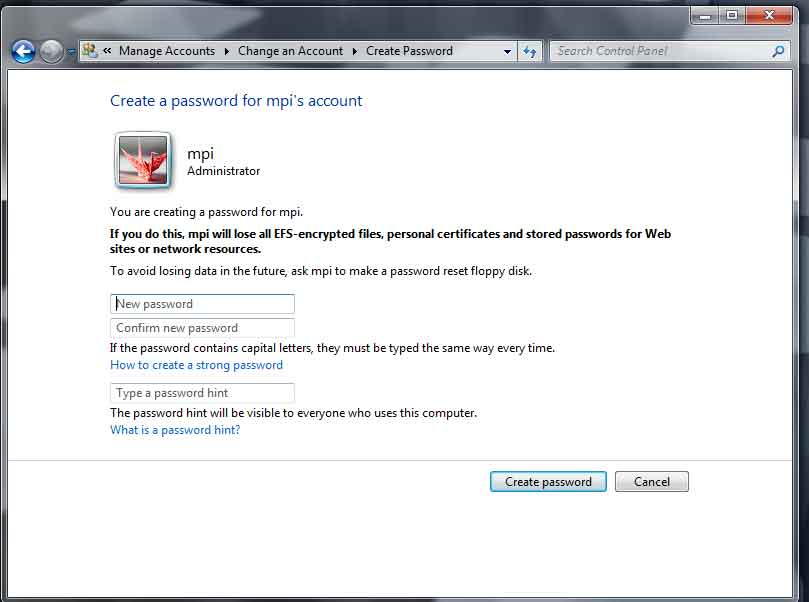 « Manage Accounts ▸ Change an Account ▸ Create Password
Search Control Panel
Create a password for mpi's account
mpi
Administrator
You are creating a password for mpi.
If you do this, mpi will lose all EFS-encrypted files, personal certificates and stored passwords for Web
sites or network resources.
To avoid losing data in the future, ask mpi to make a password reset floppy disk.
New password
Confirm new password
If the password contains capital letters, they must be typed the same way every time.
How to create a strong password
Type a password hint
The password hint will be visible to everyone who uses this computer.
What is a password hint?
Create password
Cancel